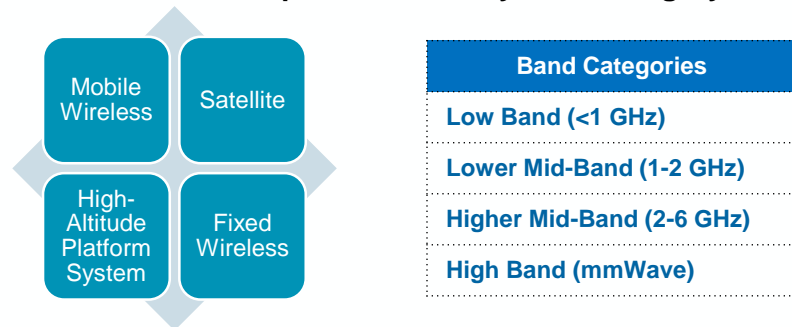 Mobile
Wireless
Satellite
High-
Altitude
Platform
System
Fixed
Wireless
Band Categories
Low Band (<1 GHz)
Lower Mid-Band (1-2 GHz)
Higher Mid-Band (2-6 GHz)
High Band (mmWave)